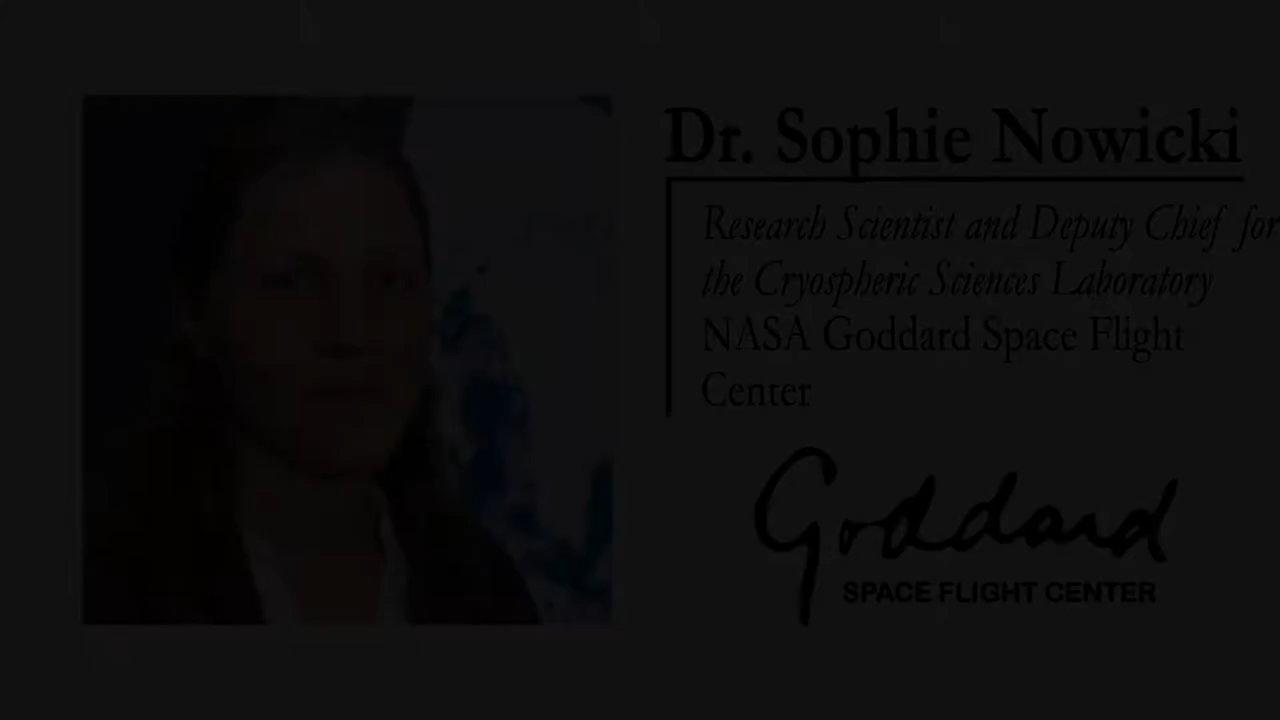 Dr. Sophie Nowicki
Research Scientist and Deputy Chief for
the Cryospheric Sciences Laboratory
NASA Goddard Space Flight
Center
Goddard
SPACE FLIGHT CENTER